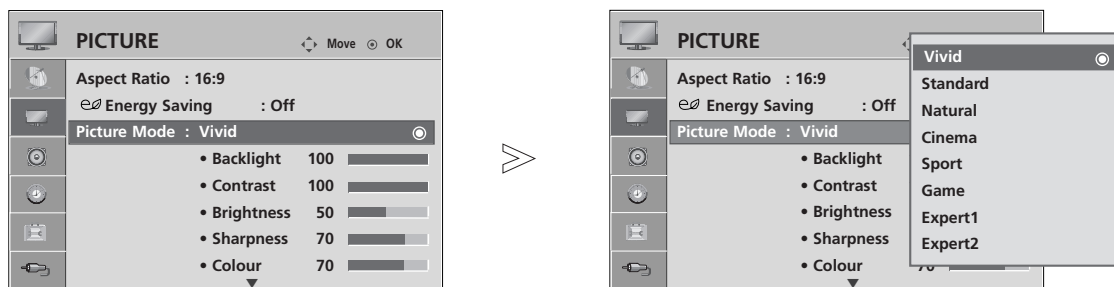 PICTURE
Move OK
Aspect Ratio : 16:9
Energy Saving : Off
Picture Mode : Vivid
• Backlight 100
• Contrast 100
• Brightness 50
• Sharpness 70
• Colour 70
PICTURE
Aspect Ratio : 16:9
Energy Saving : Off
Picture Mode : Vivid
• Backlight
• Contrast
• Brightness
• Sharpness
• Colour 70
Vivid
Standard
Natural
Cinema
Sport
Game
Expert1
Expert2